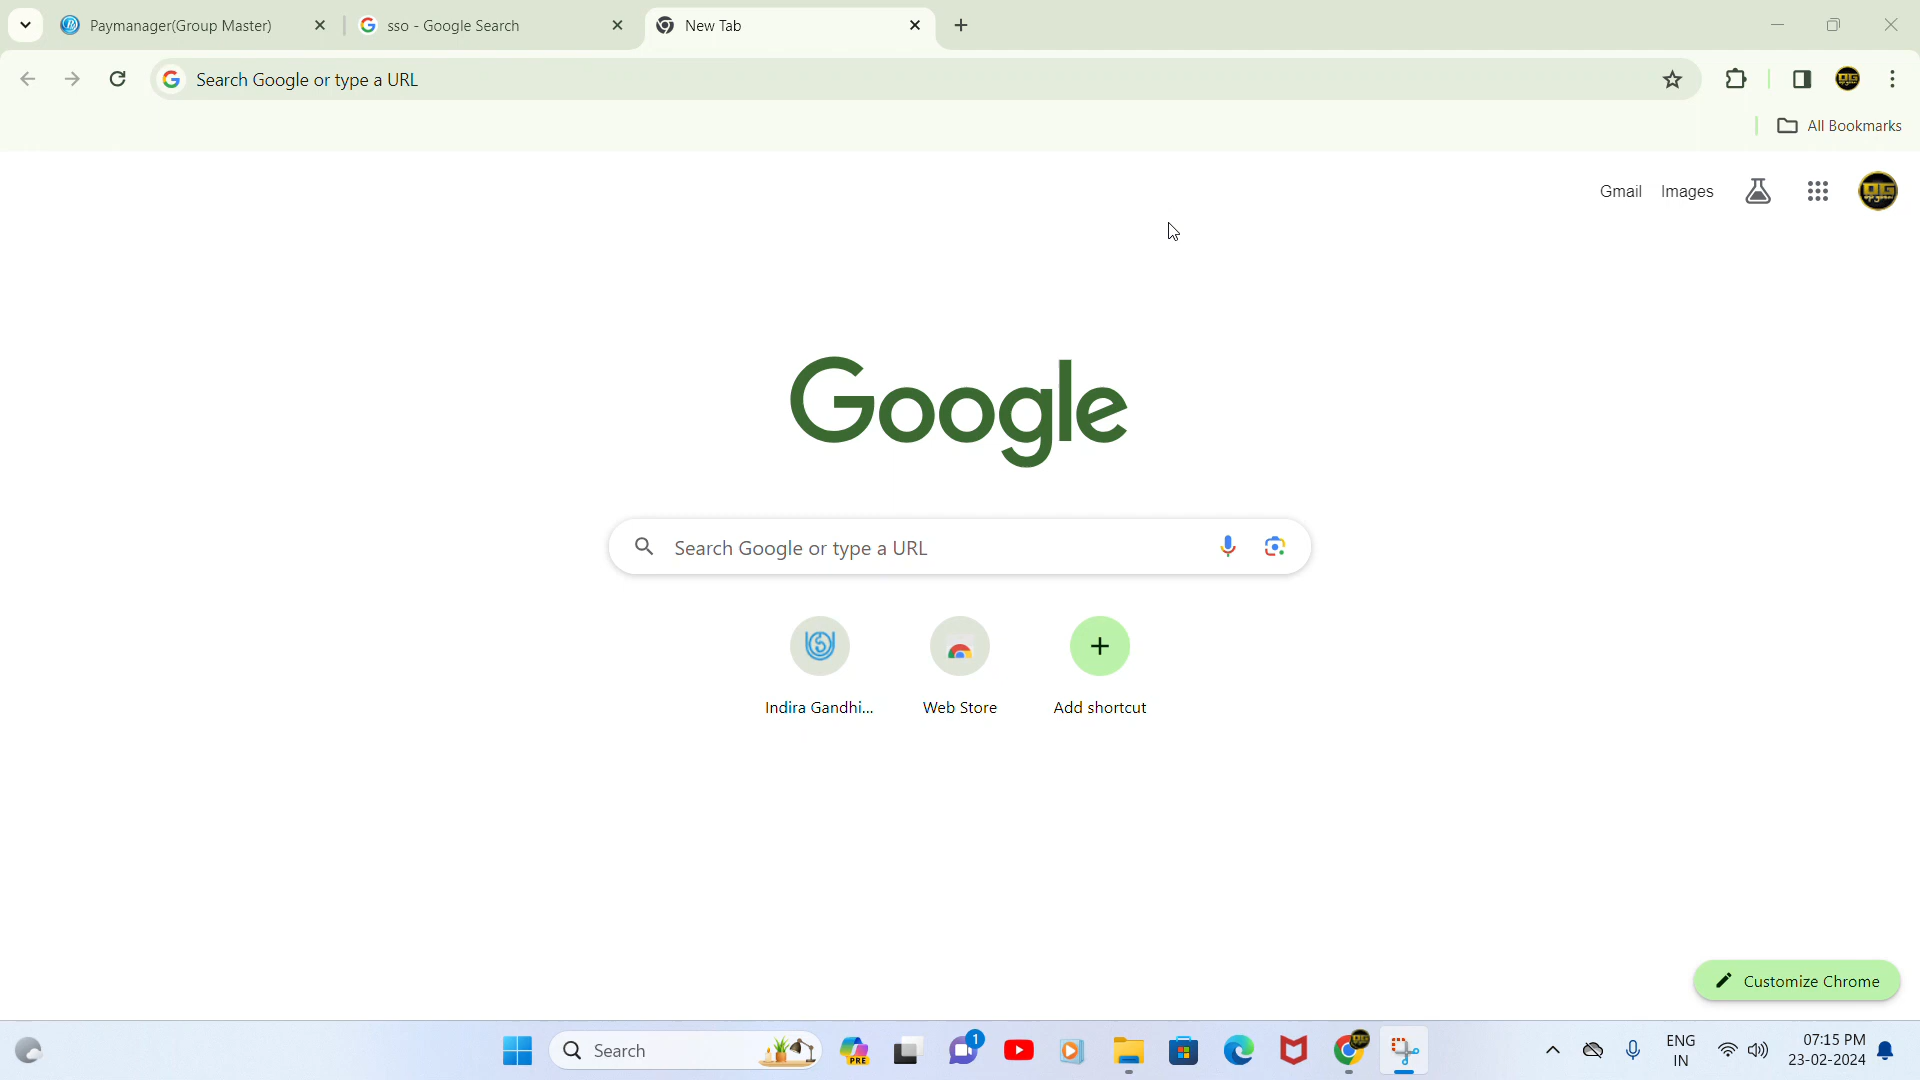 Paymanager(Group Master)
sso - Google Search
New Tab
Search Google or type a URL
All Bookmarks
Gmail
Images
Google
Search Google or type a URL
Indira Gandhi...
Web Store
Add shortcut
Customize Chrome
Search
PRE
1
ENG
IN
07:15 PM
23-02-2024